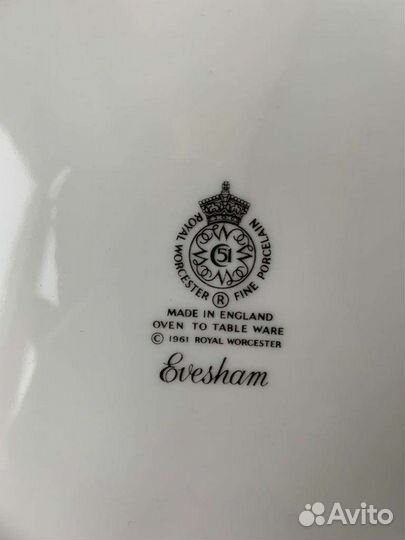 ROYAL WORCESTER ® FINE PORCELAIN
C 51
MADE IN ENGLAND
OVEN TO TABLE WARE
© 1961 ROYAL WORCESTER
Evesham
Avito